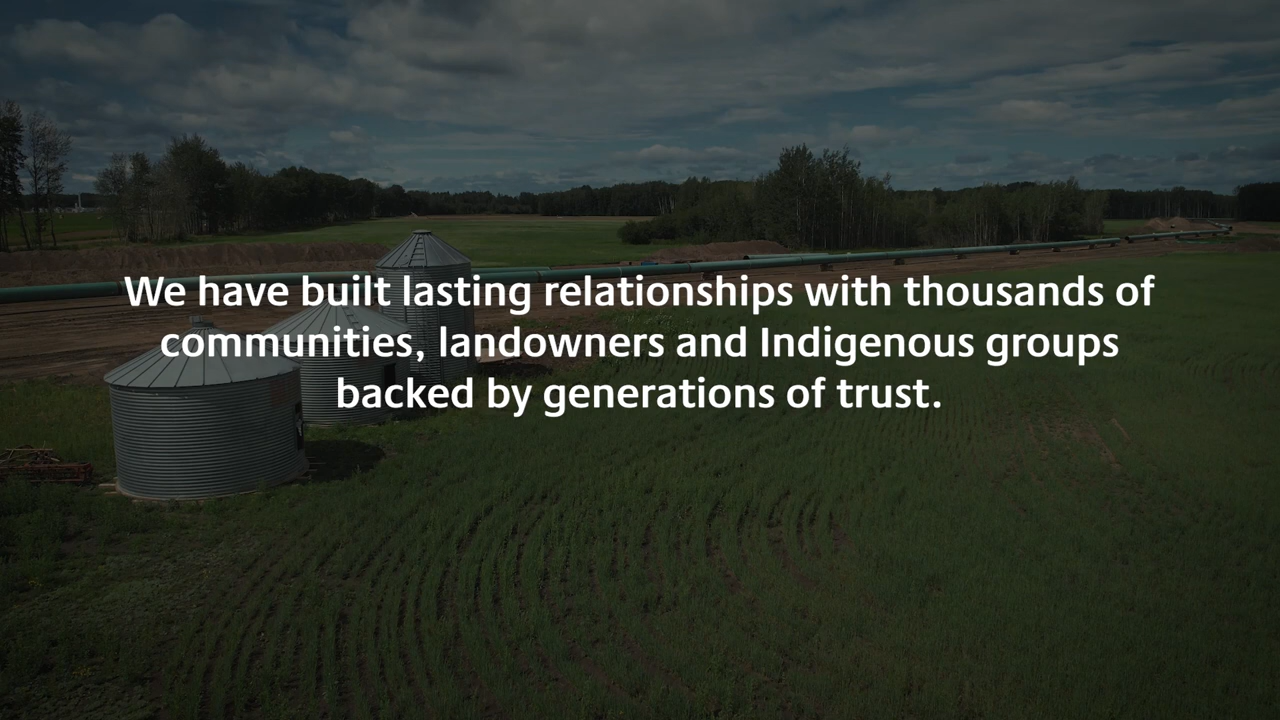 We have built lasting relationships with thousands of
communities, landowners and Indigenous groups
backed by generations of trust.